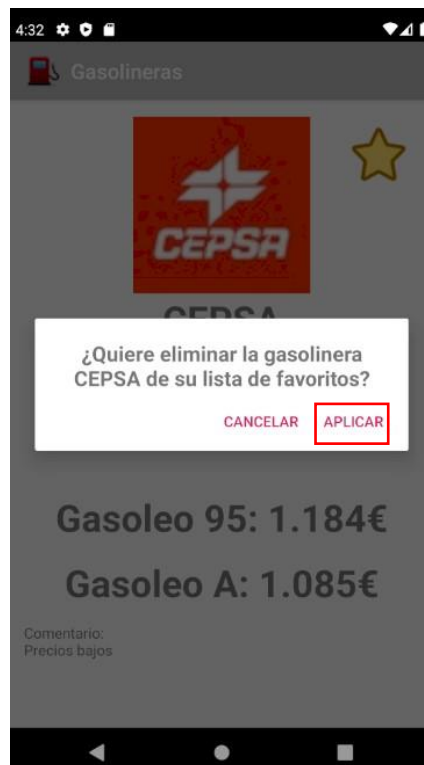 4:32
Gasolineras
CEPSA
CEPSA
¿Quiere eliminar la gasolinera
CEPSA de su lista de favoritos?
CANCELAR APLICAR
Gasoleo 95: 1.184€
Gasoleo A: 1.085€
Comentario:
Precios bajos